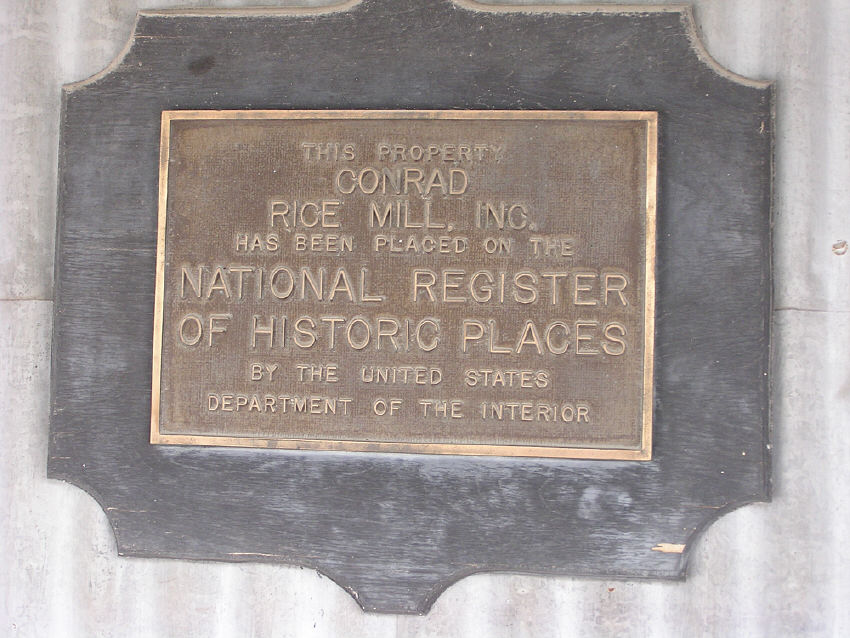 THIS PROPERTY
CONRAD
RICE MILL, INC.
HAS BEEN PLACED ON THE
NATIONAL REGISTER
OF HISTORIC PLACES
BY THE UNITED STATES
DEPARTMENT OF THE INTERIOR